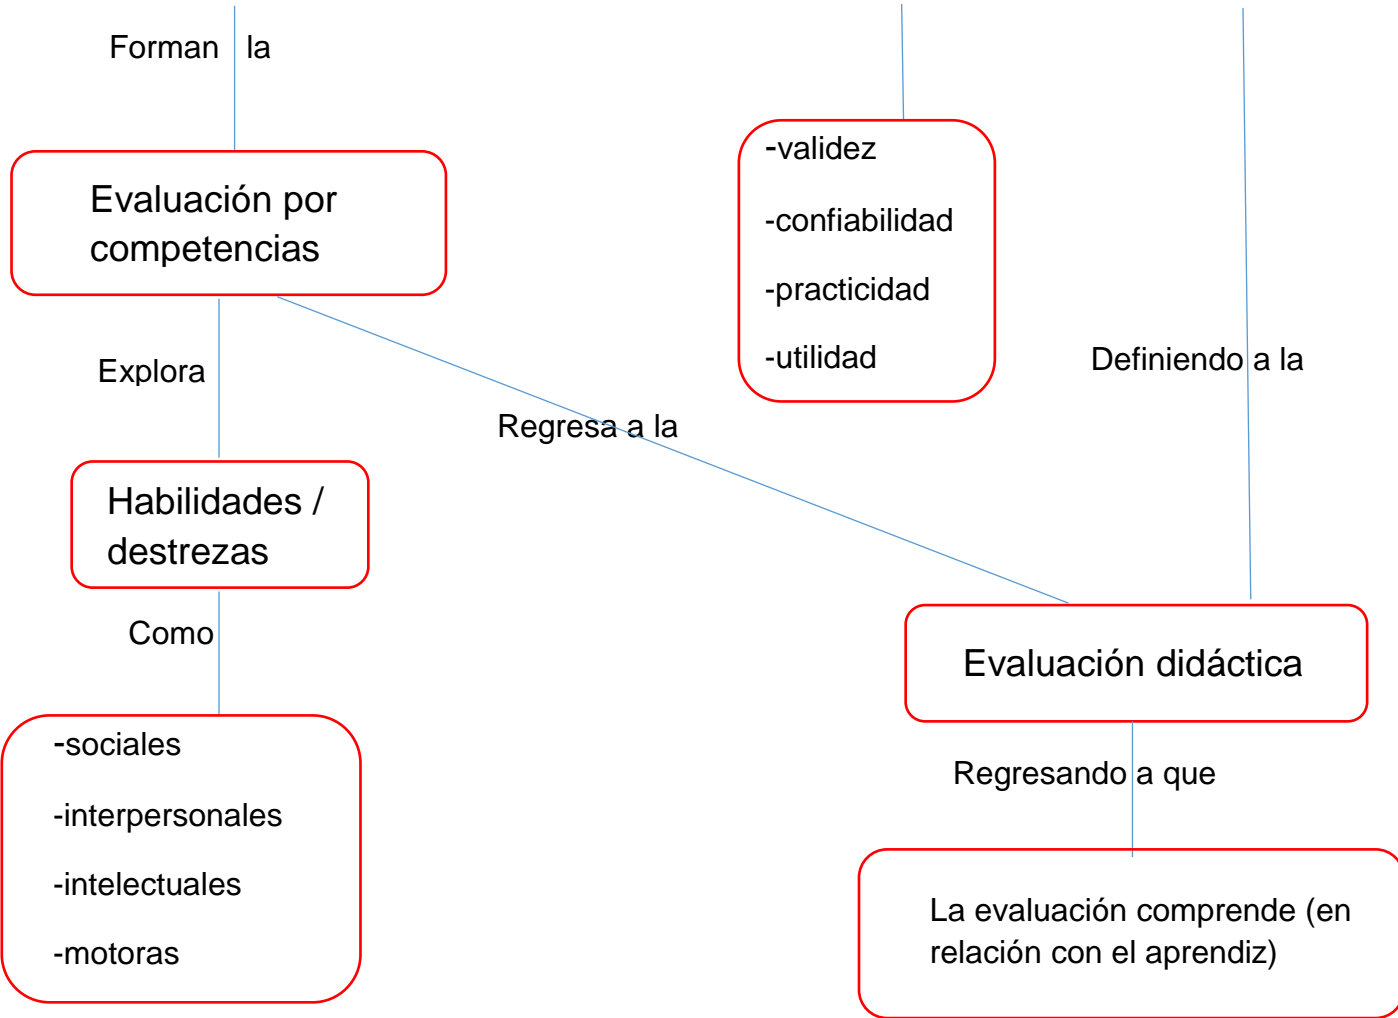 Forman la
Evaluación por
competencias
-validez
-confiabilidad
-practicidad
-utilidad
Explora
Definiendo a la
Regresa a la
Habilidades /
destrezas
Como
Evaluación didáctica
-sociales
-interpersonales
-intelectuales
-motoras
Regresando a que
La evaluación comprende (en
relación con el aprendiz)